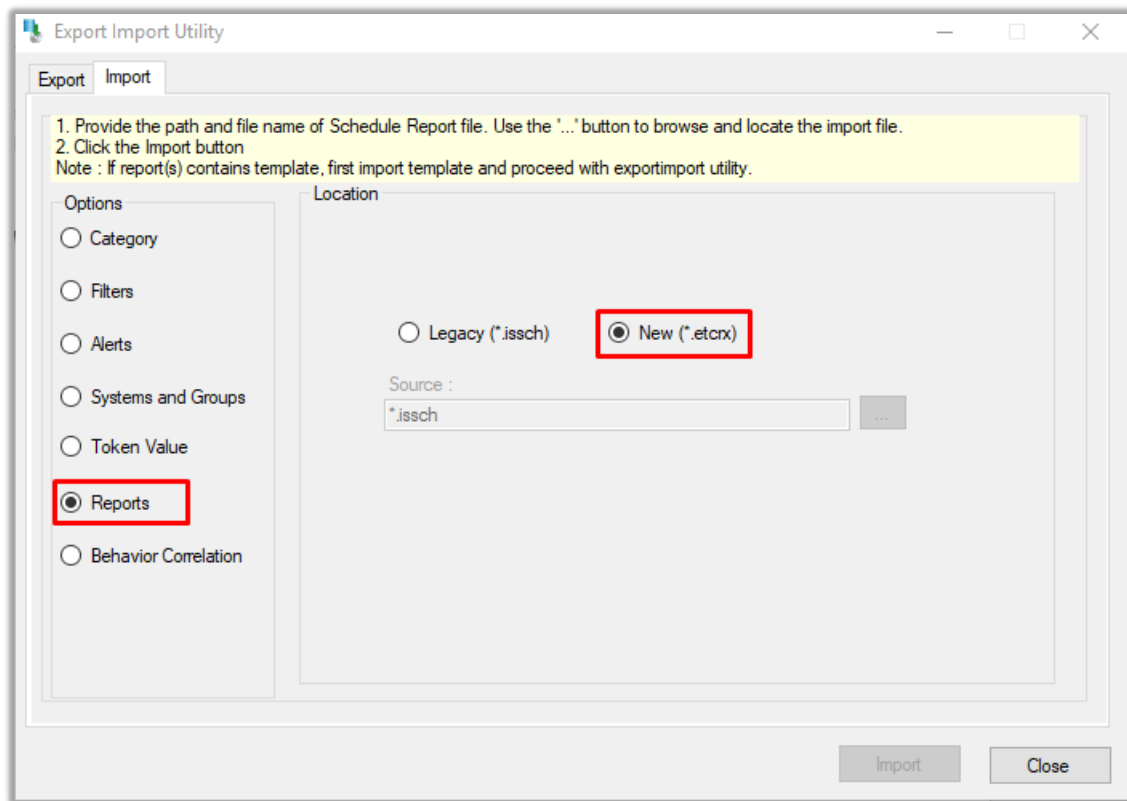 Export Import Utility
Export Import
1. Provide the path and file name of Schedule Report file. Use the '...' button to browse and locate the import file.
2. Click the Import button
Note : If report(s) contains template, first import template and proceed with exportimport utility.
Options
Location
Category
Filters
Alerts
Systems and Groups
Token Value
Reports
Behavior Correlation
Legacy (*.issch) New (*.etcrx)
Source :
*.issch ...
Import Close